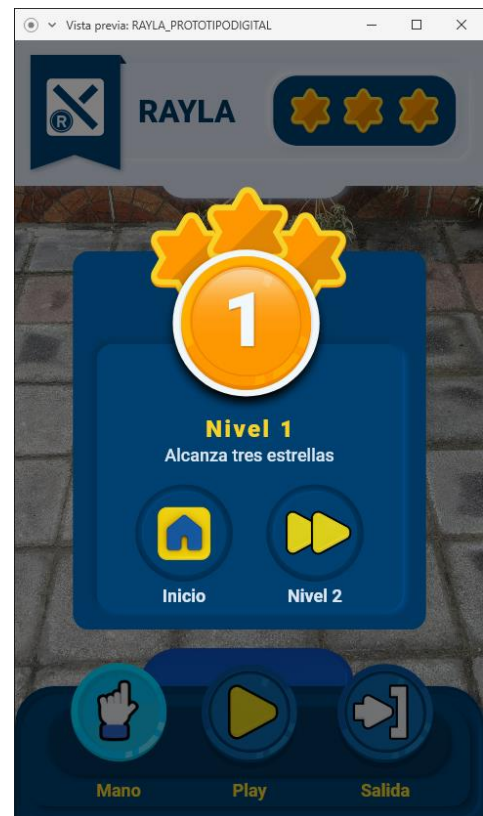 Vista previa: RAYLA_PROTOTIPODIGITAL
R
RAYLA
1
Nivel 1
Alcanza tres estrellas
Inicio
Nivel 2
Mano
Play
Salida